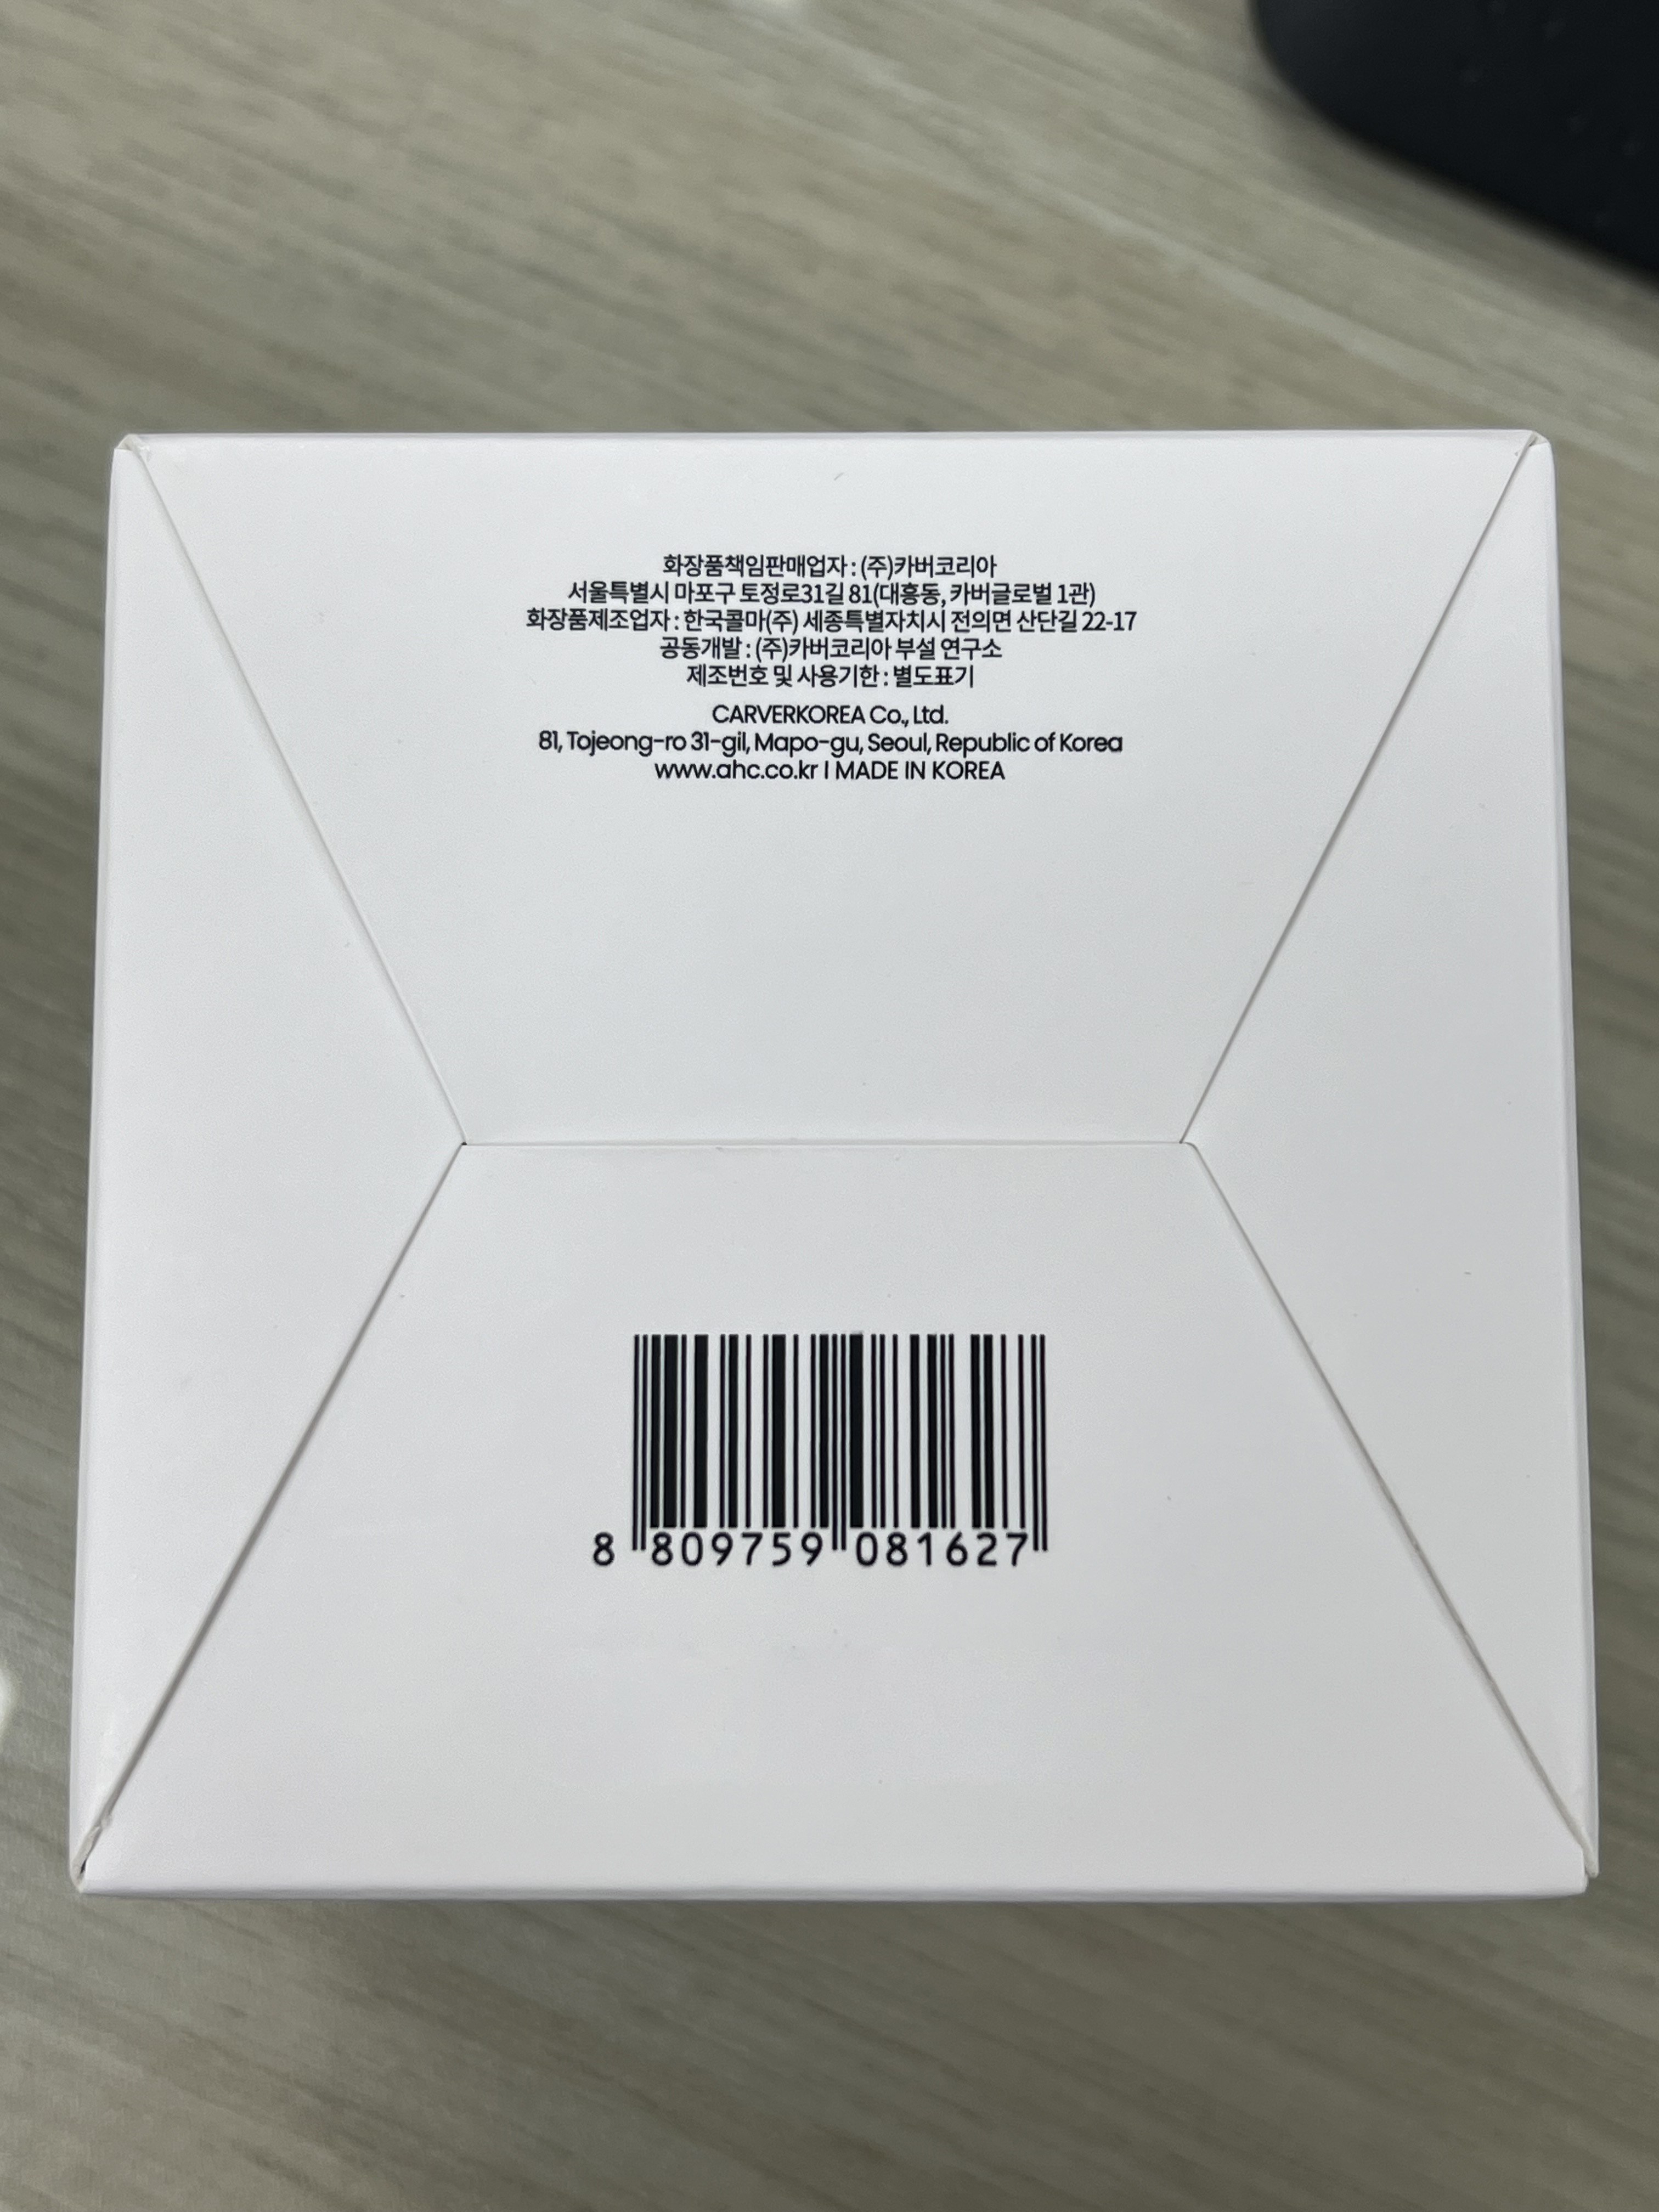 화장품책임판매업자 : (주)카버코리아
서울특별시 마포구 토정로31길 81(대흥동, 카버글로벌 1관)
화장품제조업자 : 한국콜마(주) 세종특별자치시 전의면 산단길 22-17
공동개발 : (주)카버코리아 부설 연구소
제조번호 및 사용기한 : 별도표기
CARVERKOREA Co., Ltd.
81, Tojeong-ro 31-gil, Mapo-gu, Seoul, Republic of Korea
www.ahc.co.kr I MADE IN KOREA
8 809759 081627